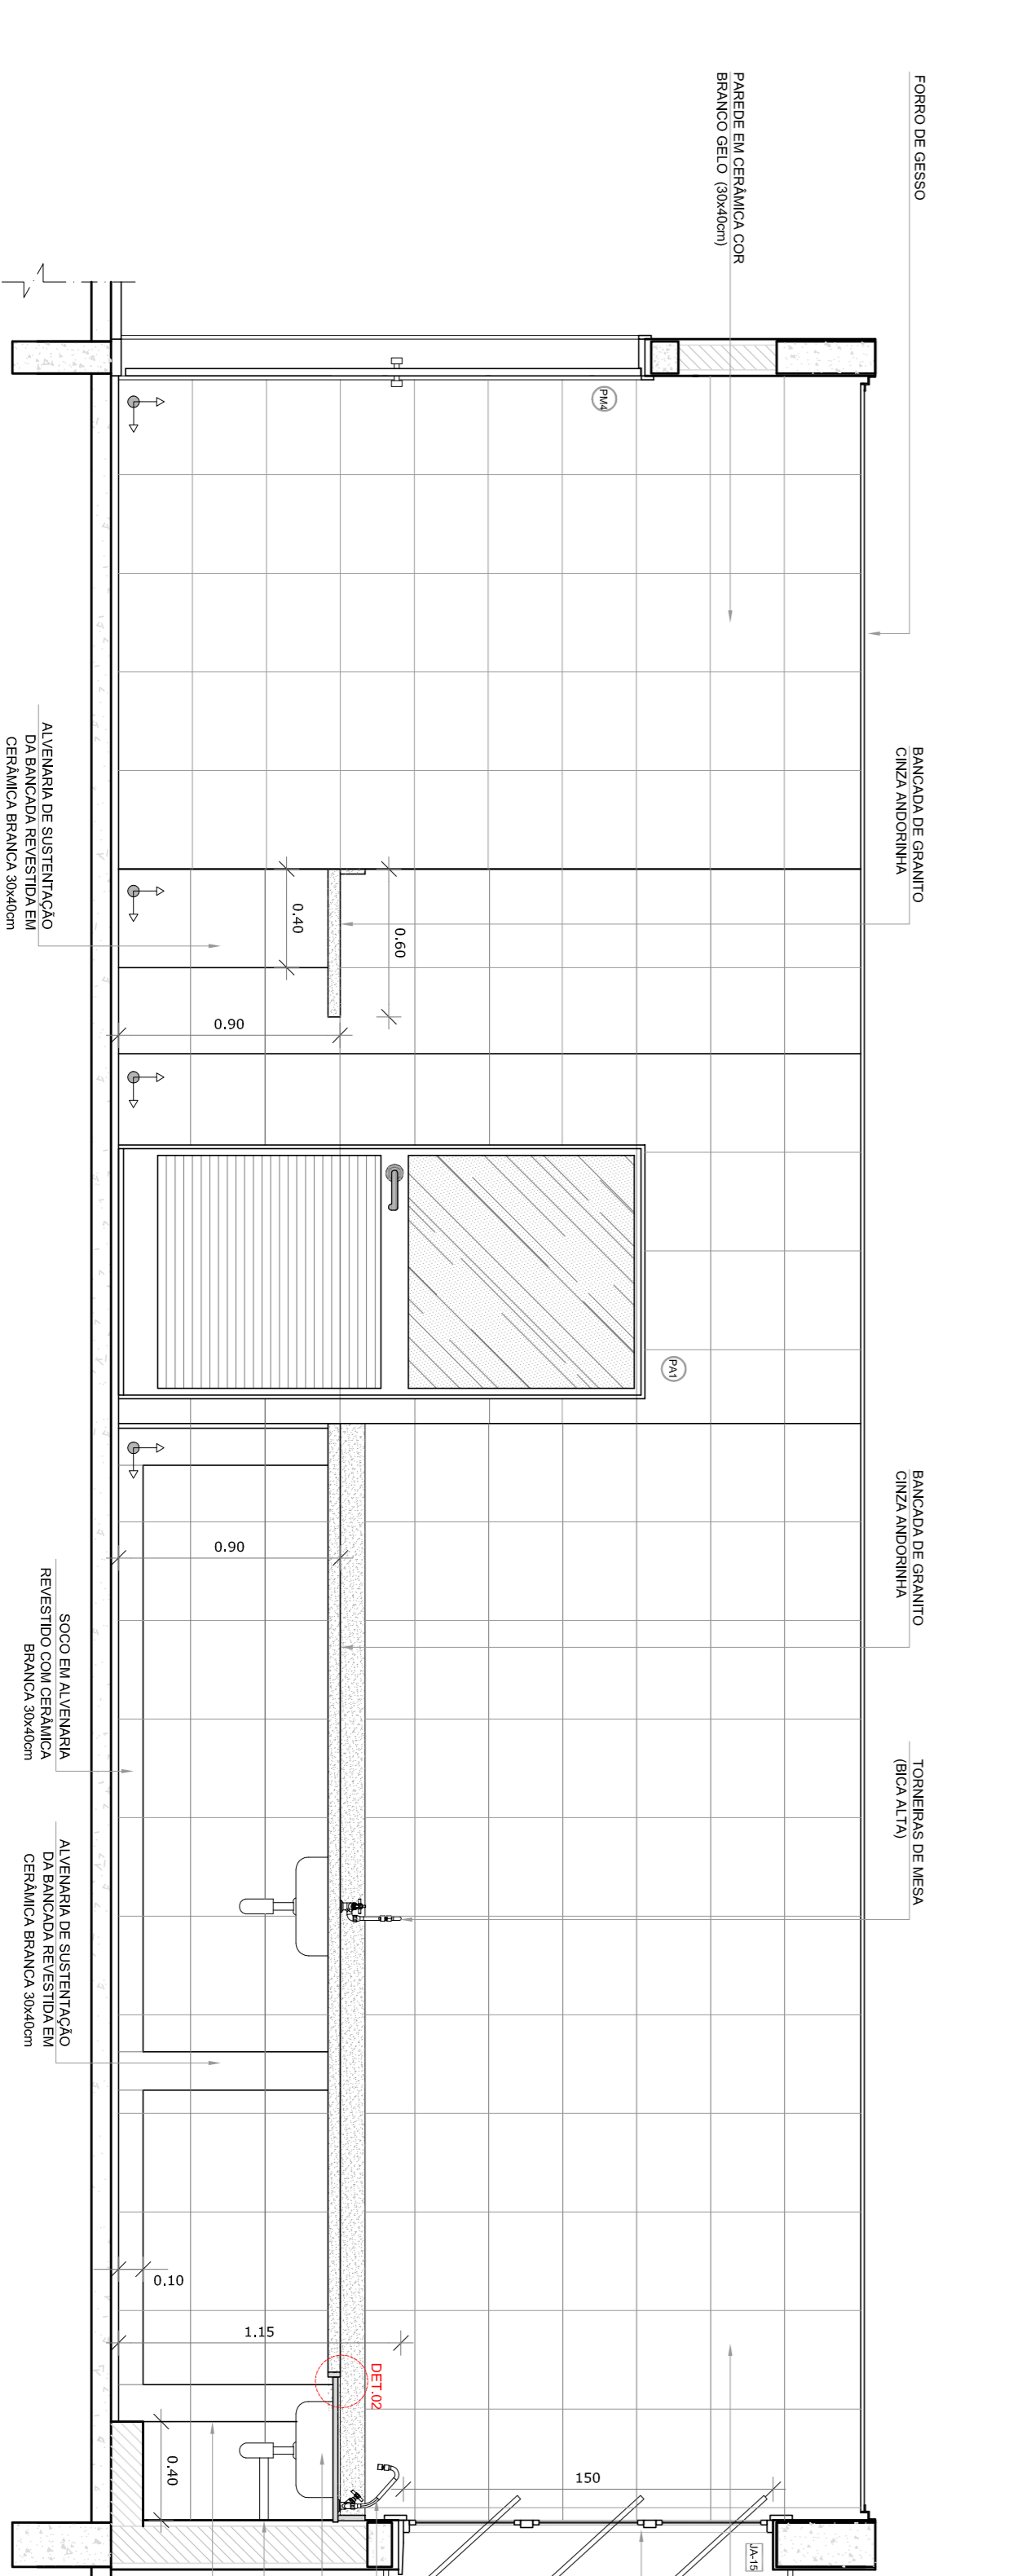 FORRO DE GESSO
PAREDE EM CERÂMICA COR
BRANCO GELO (30x40cm)
BANCADA DE GRANITO
CINZA ANDORINHA
BANCADA DE GRANITO
CINZA ANDORINHA
TORNEIRAS DE MESA
(BICA ALTA)
PM4
PA1
JA-15
0.40
0.60
0.90
0.90
0.10
1.15
DET.02
0.40
150
ALVENARIA DE SUSTENTAÇÃO
DA BANCADA REVESTIDA EM
CERÂMICA BRANCA 30x40cm
SOCO EM ALVENARIA
REVESTIDO COM CERÂMICA
BRANCA 30x40cm
ALVENARIA DE SUSTENTAÇÃO
DA BANCADA REVESTIDA EM
CERÂMICA BRANCA 30x40cm